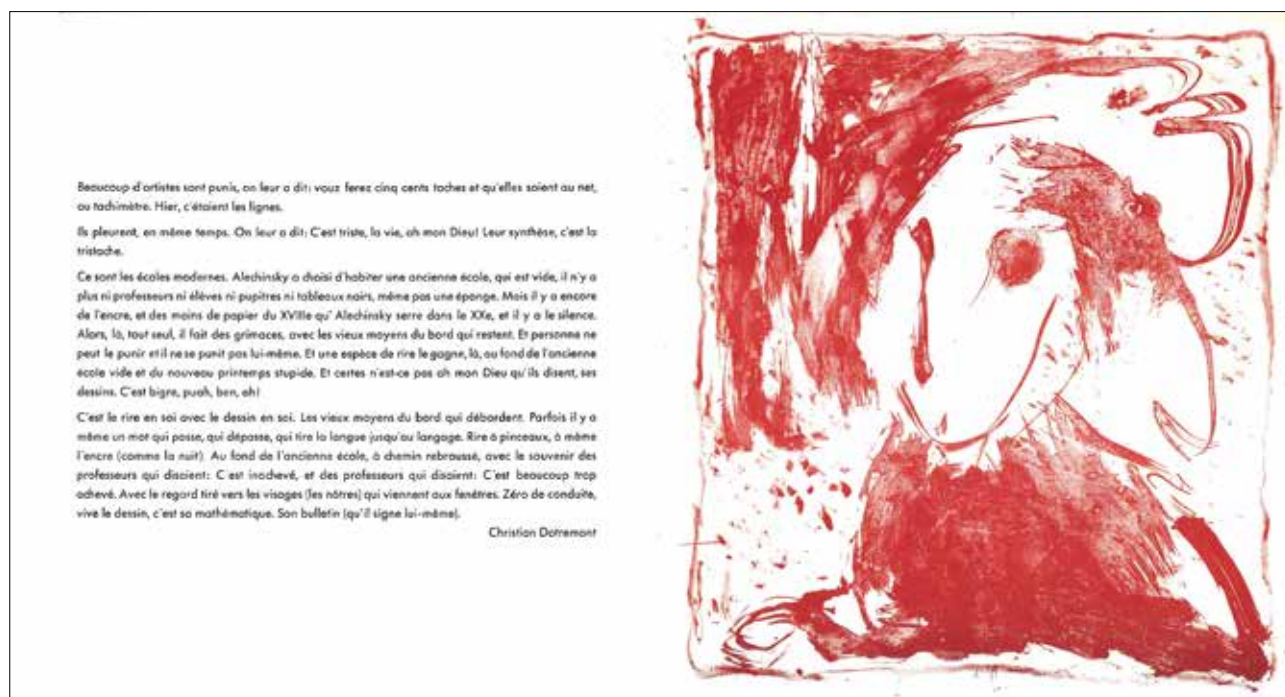 Beaucoup d'artistes sont punis, on leur a dit: vous ferez cinq cents taches et qu'elles soient au net,
au tachimètre. Hier, c'étaient les lignes.
Ils pleurent, en même temps. On leur a dit: C'est triste, la vie, ah mon Dieu! Leur synthèse, c'est la
tristache.
Ce sont les écoles modernes. Alechinsky a choisi d'habiter une ancienne école, qui est vide, il n'y a
plus ni professeurs ni élèves ni pupitres ni tableaux noirs, même pas une éponge. Mais il y a encore
de l'encre, et des mains de papier du XVIIIe qu'Alechinsky serre dans le XXe, et il y a le silence.
Alors, là, tout seul, il fait des grimaces, avec les vieux moyens du bord qui restent. Et personne ne
peut le punir et il ne se punit pas lui-même. Et une espèce de rire le gagne, là, au fond de l'ancienne
école vide et du nouveau printemps stupide. Et certes n'est-ce pas ah mon Dieu qu'ils disent, ses
dessins. C'est bigre, puah, bon, ah!
C'est le rire en soi avec le dessin en soi. Les vieux moyens du bord qui débordent. Parfois il y a
même un mot qui passe, qui dépasse, qui tire la langue jusqu'au langage. Rire à pinceaux, à même
l'encre (comme la nuit). Au fond de l'ancienne école, à chemin rebroussé, avec le souvenir des
professeurs qui disaient: C'est inachevé, et des professeurs qui disaient: C'est beaucoup trop
achevé. Avec le regard tiré vers les visages (les nôtres) qui viennent aux fenêtres. Zéro de conduite,
vive le dessin, c'est sa mathématique. Son bulletin (qu'il signe lui-même).
Christian Dotremont